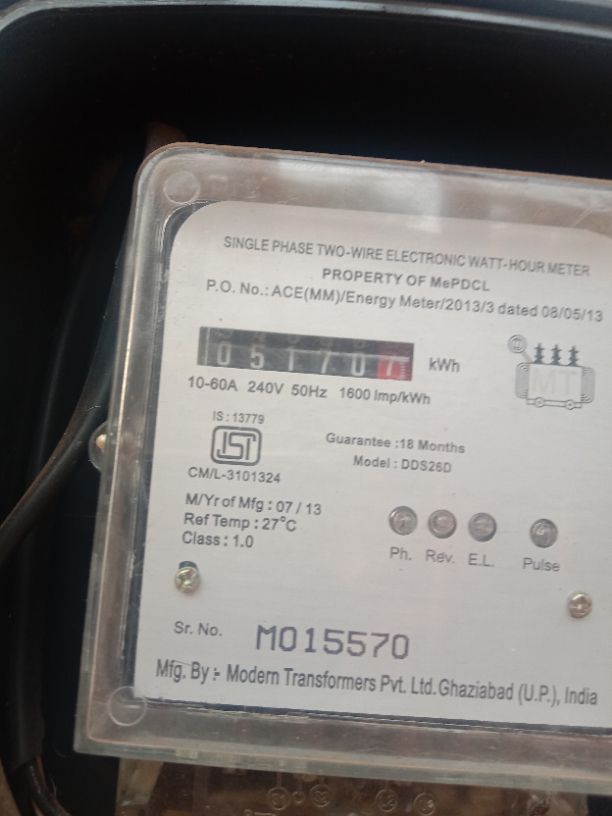 SINGLE PHASE TWO-WIRE ELECTRONIC WATT-HOUR METER
PROPERTY OF MePDCL
P.O. No.: ACE(MM)/Energy Meter/2013/3 dated 08/05/13
051707 kWh
10-60A 240V 50Hz 1600 Imp/kWh
MT
IS : 13779
ISI
CM/L-3101324
Guarantee :18 Months
Model : DDS26D
M/Yr of Mfg : 07 / 13
Ref Temp : 27°C
Class : 1.0
Ph. Rev. E.L. Pulse
Sr. No. M015570
Mfg. By :- Modern Transformers Pvt. Ltd. Ghaziabad (U.P.), India